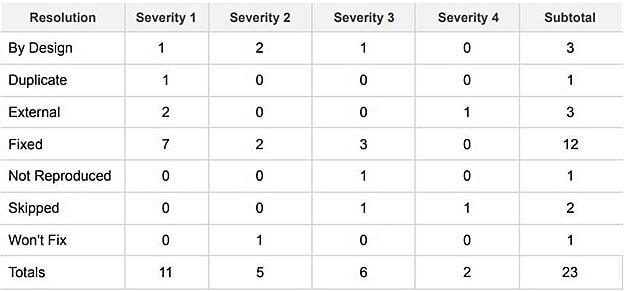 Resolution Severity 1 Severity 2 Severity 3 Severity 4 Subtotal
By Design 1 2 1 0 3
Duplicate 1 0 0 0 1
External 2 0 0 1 3
Fixed 7 2 3 0 12
Not Reproduced 0 0 1 0 1
Skipped 0 0 1 1 2
Won't Fix 0 1 0 0 1
Totals 11 5 6 2 23